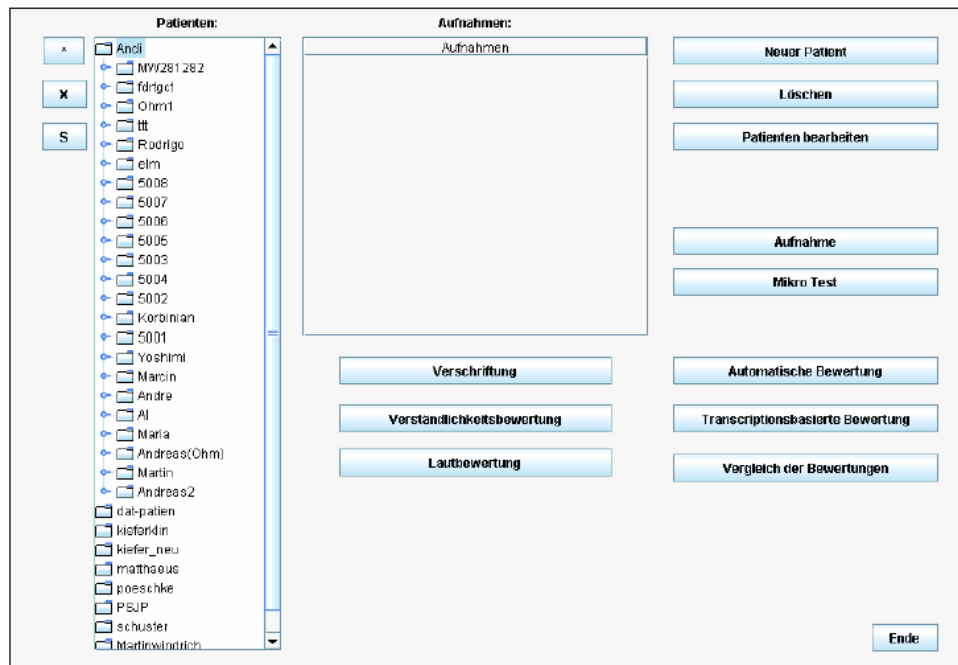 Patienten:
Aufnahmen:
*
X
S
Andi
MW281282
fdrtgcf
Ohm1
ttt
Rodrigo
elm
5008
5007
5006
5005
5003
5004
5002
Korbinian
5001
Yoshimi
Marcin
Andre
Al
Maria
Andreas(Ohm)
Martin
Andreas2
dat-patien
kieferklin
kiefer_neu
matthaeus
poeschke
PSJP
schuster
Martinwindrich
Aufnahmen
Verschriftung
Verständlichkeitsbewertung
Lautbewertung
Neuer Patient
Löschen
Patienten bearbeiten
Aufnahme
Mikro Test
Automatische Bewertung
Transcriptionsbasierte Bewertung
Vergleich der Bewertungen
Ende